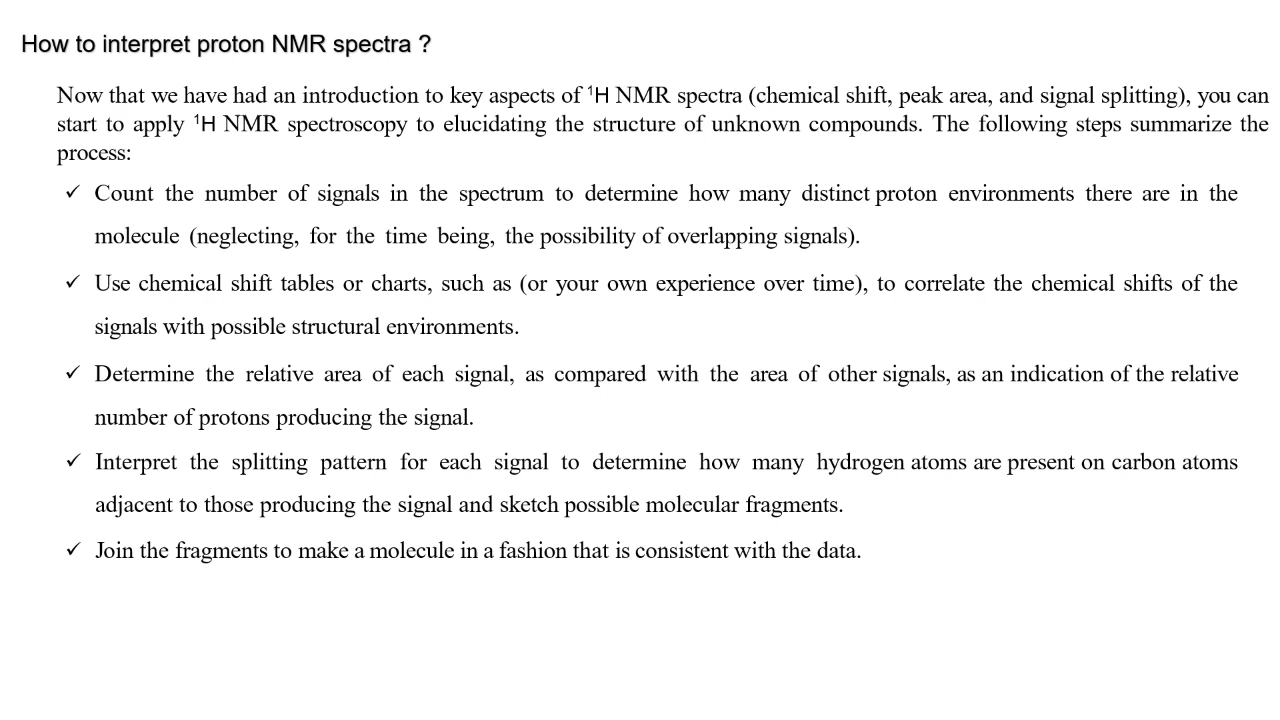 How to interpret proton NMR spectra ?
Now that we have had an introduction to key aspects of ¹H NMR spectra (chemical shift, peak area, and signal splitting), you can
start to apply ¹H NMR spectroscopy to elucidating the structure of unknown compounds. The following steps summarize the
process:
✓ Count the number of signals in the spectrum to determine how many distinct proton environments there are in the
molecule (neglecting, for the time being, the possibility of overlapping signals).
✓ Use chemical shift tables or charts, such as (or your own experience over time), to correlate the chemical shifts of the
signals with possible structural environments.
✓ Determine the relative area of each signal, as compared with the area of other signals, as an indication of the relative
number of protons producing the signal.
✓ Interpret the splitting pattern for each signal to determine how many hydrogen atoms are present on carbon atoms
adjacent to those producing the signal and sketch possible molecular fragments.
✓ Join the fragments to make a molecule in a fashion that is consistent with the data.